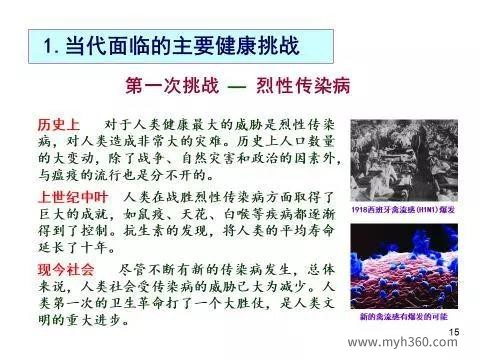 1.当代面临的主要健康挑战
第一次挑战 — 烈性传染病
历史上 对于人类健康最大的威胁是烈性传染
病，对人类造成非常大的灾难。历史上人口数量
的大变动，除了战争、自然灾害和政治的因素外，
与瘟疫的流行也是分不开的。
上世纪中叶 人类在战胜烈性传染病方面取得了
巨大的成就，如鼠疫、天花、白喉等疾病都逐渐
得到了控制。抗生素的发现，将人类的平均寿命
延长了十年。
现今社会 尽管不断有新的传染病发生，总体
来说，人类社会受传染病的威胁已大为减少。人
类第一次的卫生革命打了一个大胜仗，是人类文
明的重大进步。
1918西班牙禽流感(H1N1)爆发
新的禽流感有爆发的可能
15
www.myh360.com